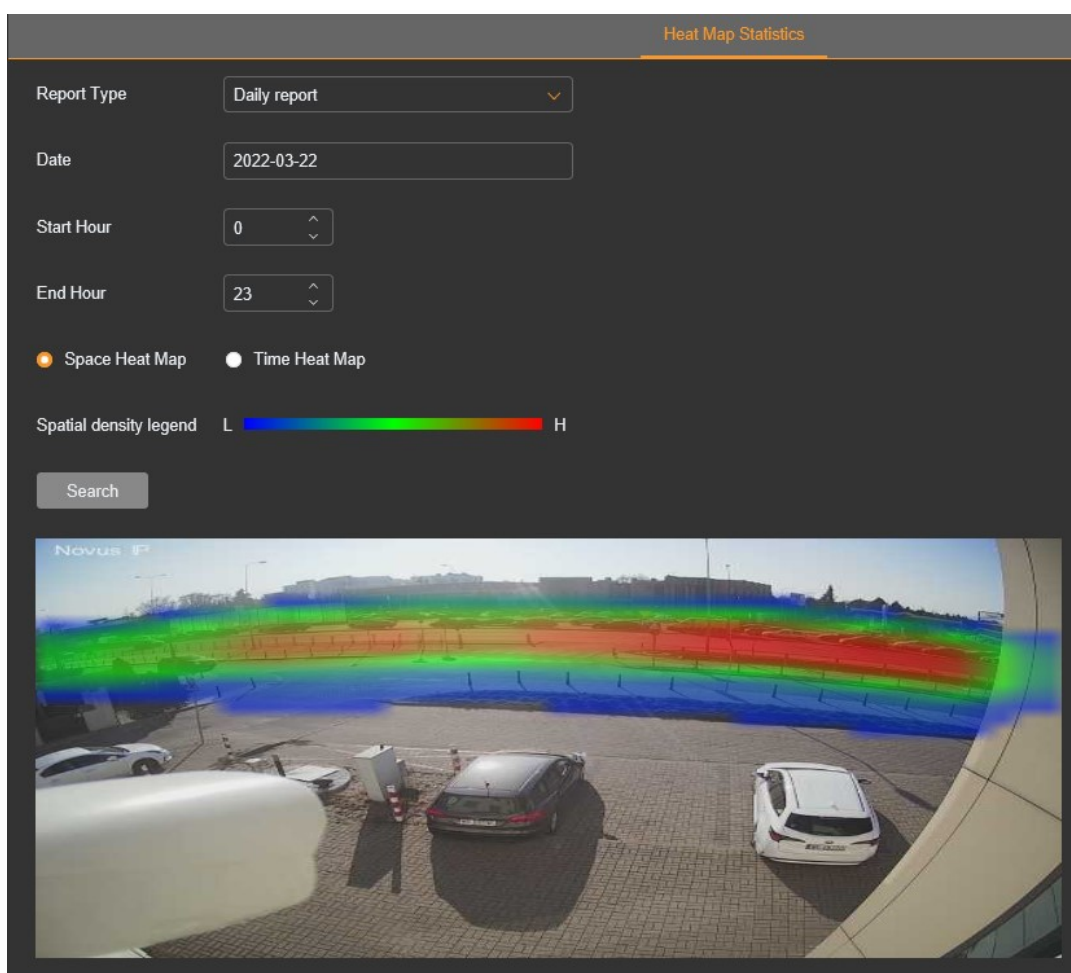 Heat Map Statistics
Report Type Daily report
Date 2022-03-22
Start Hour 0
End Hour 23
Space Heat Map Time Heat Map
Spatial density legend L H
Search
Novus IP